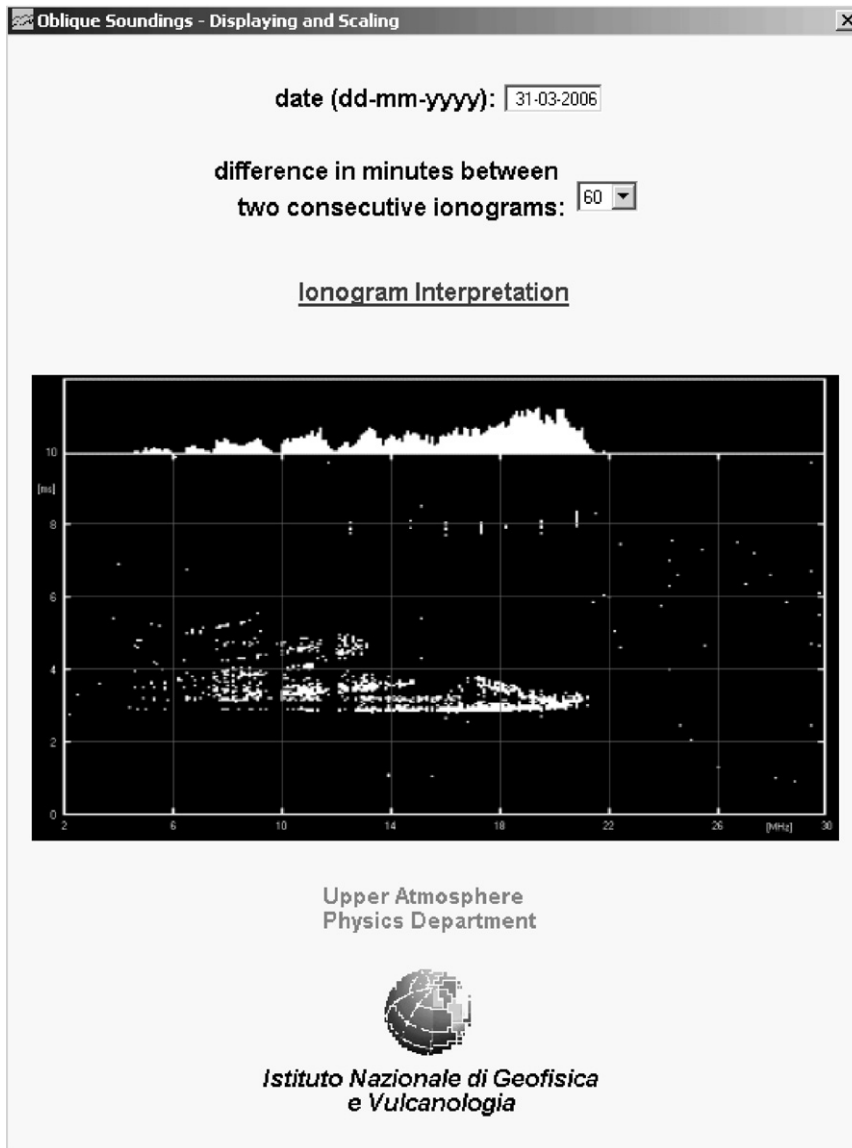 Oblique Soundings - Displaying and Scaling
date (dd-mm-yyyy): 31-03-2006
difference in minutes between
two consecutive ionograms: 60
Ionogram Interpretation
10
[ms]
8
6
4
2
0
2 6 10 14 18 22 26 [MHz] 30
Upper Atmosphere
Physics Department
Istituto Nazionale di Geofisica
e Vulcanologia